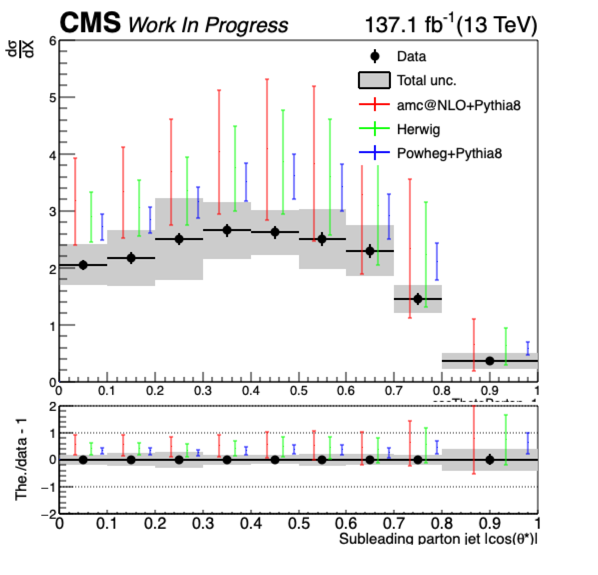 CMS Work In Progress 137.1 fb⁻¹(13 TeV)
dσ
dX
Data
Total unc.
amc@NLO+Pythia8
Herwig
Powheg+Pythia8
6
5
4
3
2
1
0
0 0.1 0.2 0.3 0.4 0.5 0.6 0.7 0.8 0.9 1
The./data - 1
2
1
0
−1
−2
0 0.1 0.2 0.3 0.4 0.5 0.6 0.7 0.8 0.9 1
Subleading parton jet |cos(θ*)|